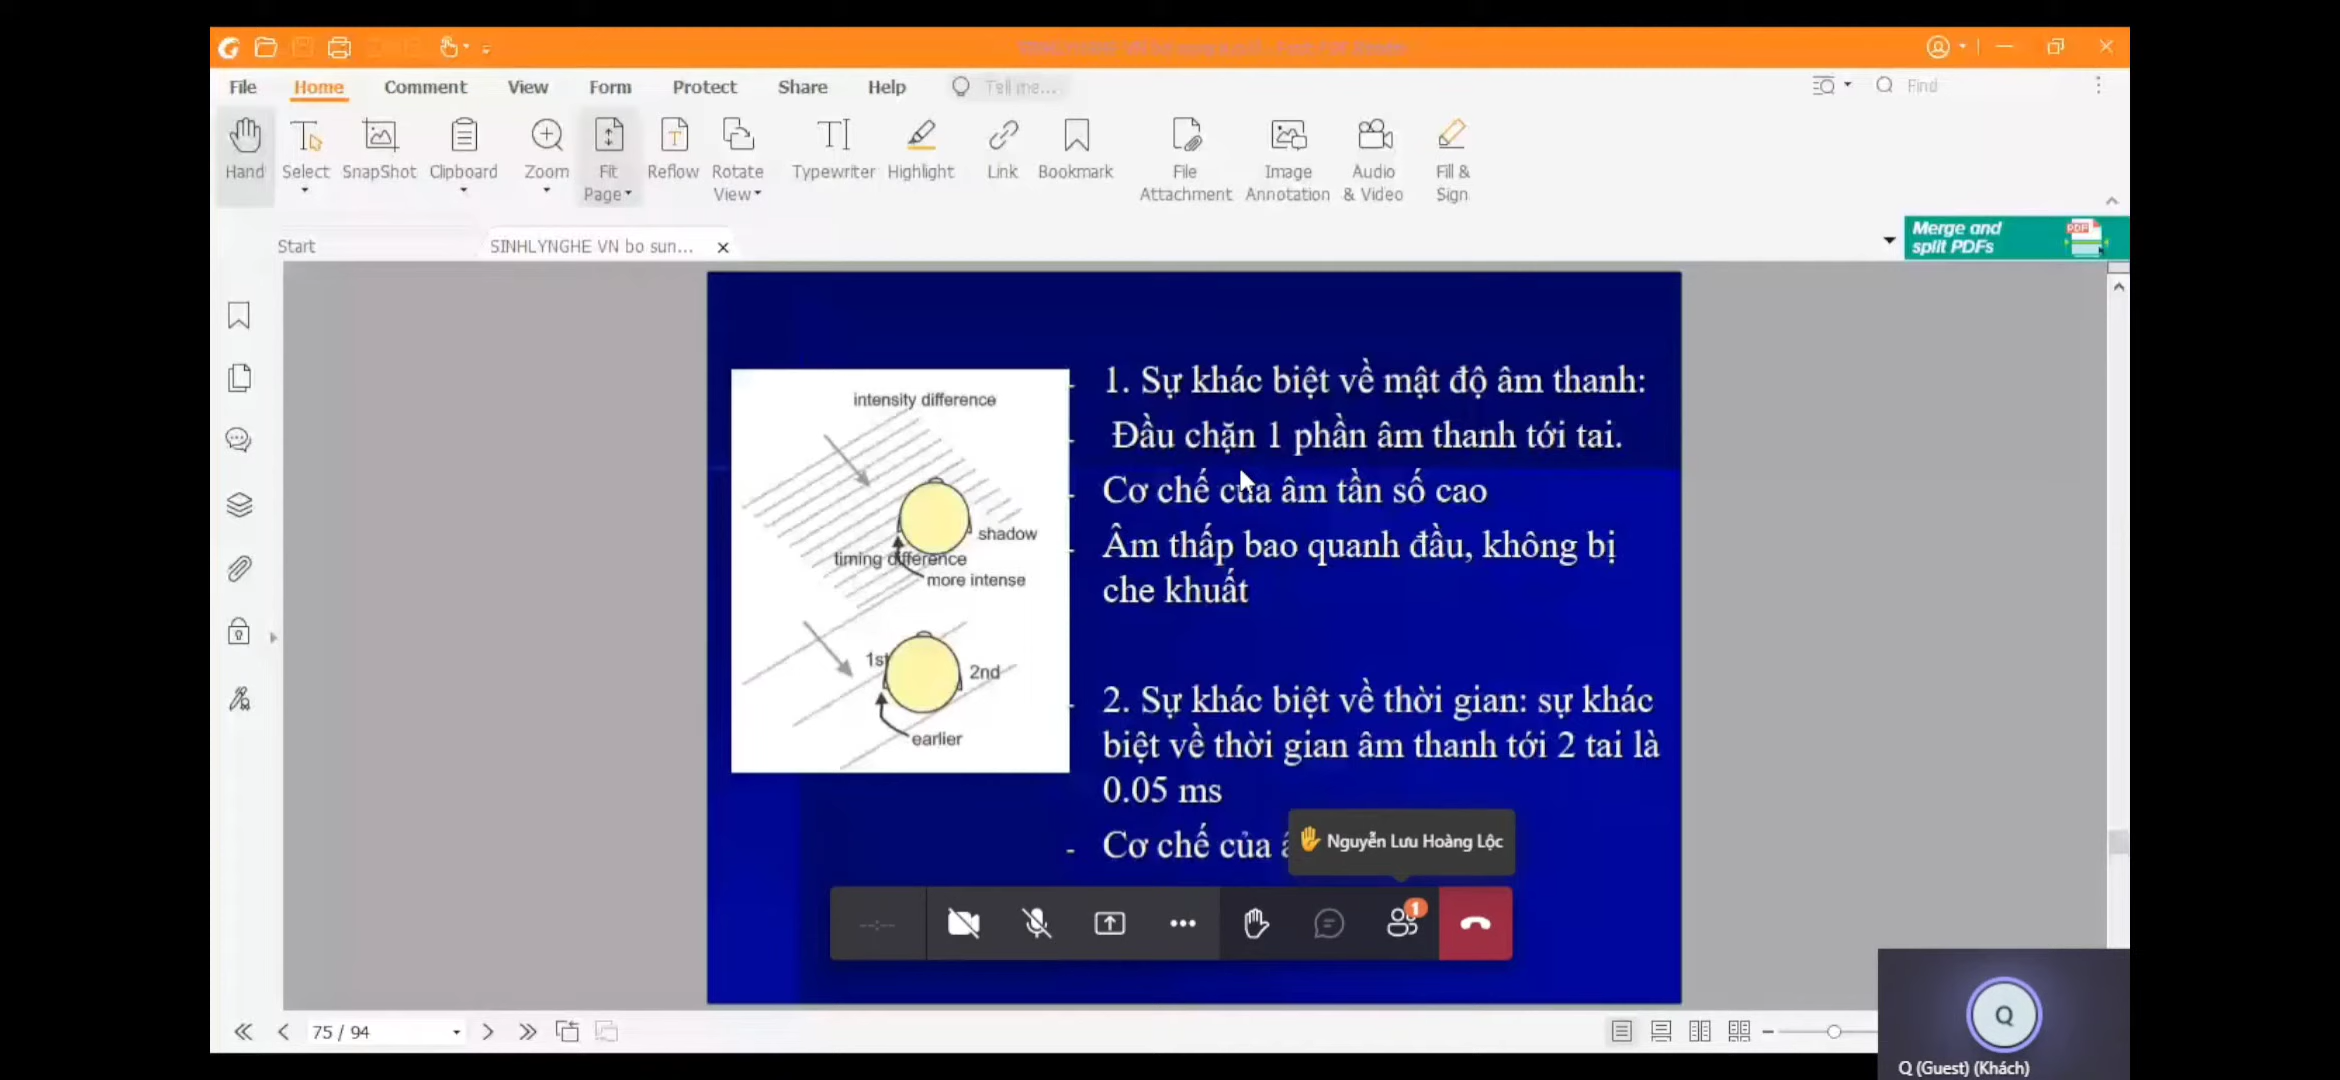 File Home Comment View Form Protect Share Help Tell me... Find
Hand Select SnapShot Clipboard Zoom Fit Page Reflow Rotate View Typewriter Highlight Link Bookmark File Attachment Image Annotation Audio & Video Fill & Sign
Merge and
split PDFs
PDF
Start SINHLYNGHE VN bo sun...
intensity difference
shadow
timing difference
more intense
1st
2nd
earlier
- 1. Sự khác biệt về mật độ âm thanh:
- Đầu chặn 1 phần âm thanh tới tai.
- Cơ chế của âm tần số cao
- Âm thấp bao quanh đầu, không bị
che khuất
- 2. Sự khác biệt về thời gian: sự khác
biệt về thời gian âm thanh tới 2 tai là
0.05 ms
- Cơ chế của
Nguyễn Lưu Hoàng Lộc
--:--
1
75 / 94
Q
Q (Guest) (Khách)